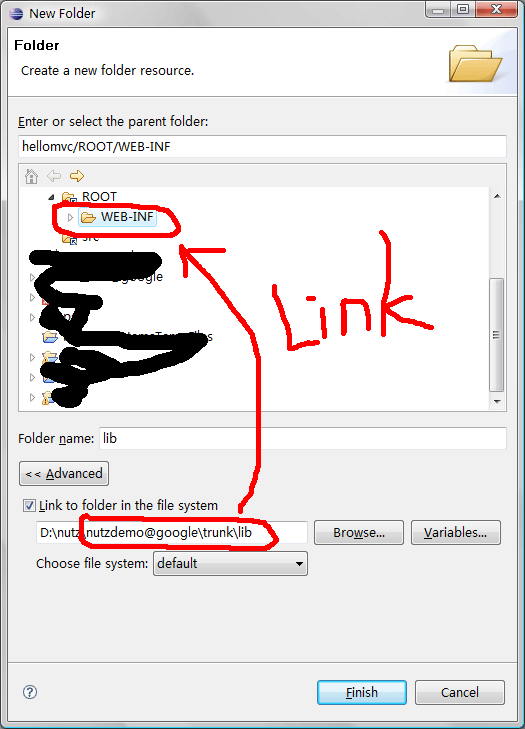 New Folder
Folder
Create a new folder resource.
Enter or select the parent folder:
hellomvc/ROOT/WEB-INF
ROOT
WEB-INF
src
google
Link
Folder name: lib
<< Advanced
Link to folder in the file system
D:\nutz\nutzdemo@google\trunk\lib Browse... Variables...
Choose file system: default
Finish Cancel